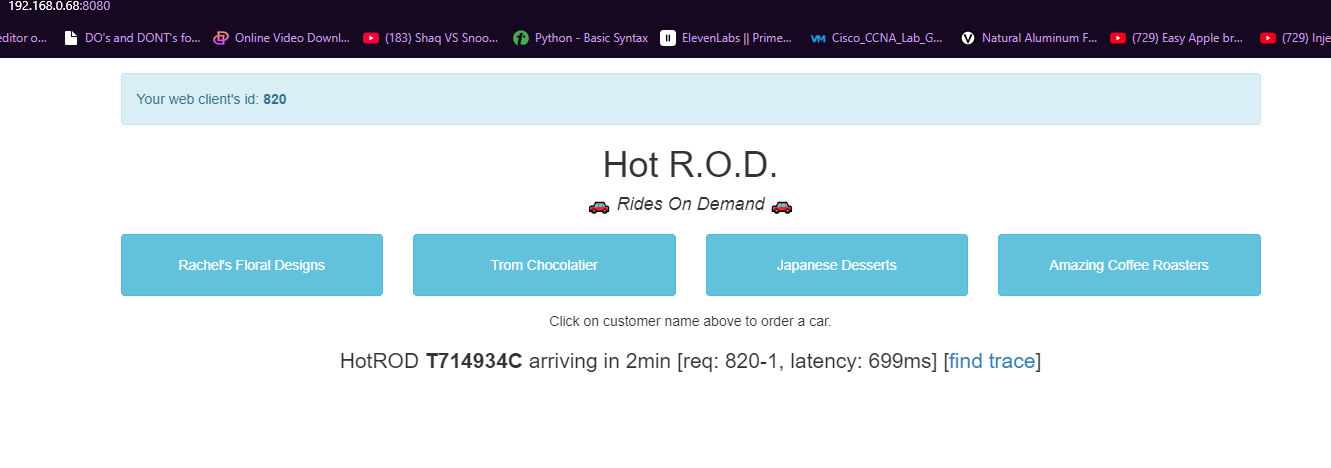 192.168.0.68:8080
editor o... DO's and DONT's fo... Online Video Downl... (183) Shaq VS Snoo... Python - Basic Syntax ElevenLabs || Prime... Cisco_CCNA_Lab_G... Natural Aluminum F... (729) Easy Apple br... (729) Inje
Your web client's id: 820
Hot R.O.D.
Rides On Demand
Rachel's Floral Designs Trom Chocolatier Japanese Desserts Amazing Coffee Roasters
Click on customer name above to order a car.
HotROD T714934C arriving in 2min [req: 820-1, latency: 699ms] [find trace]